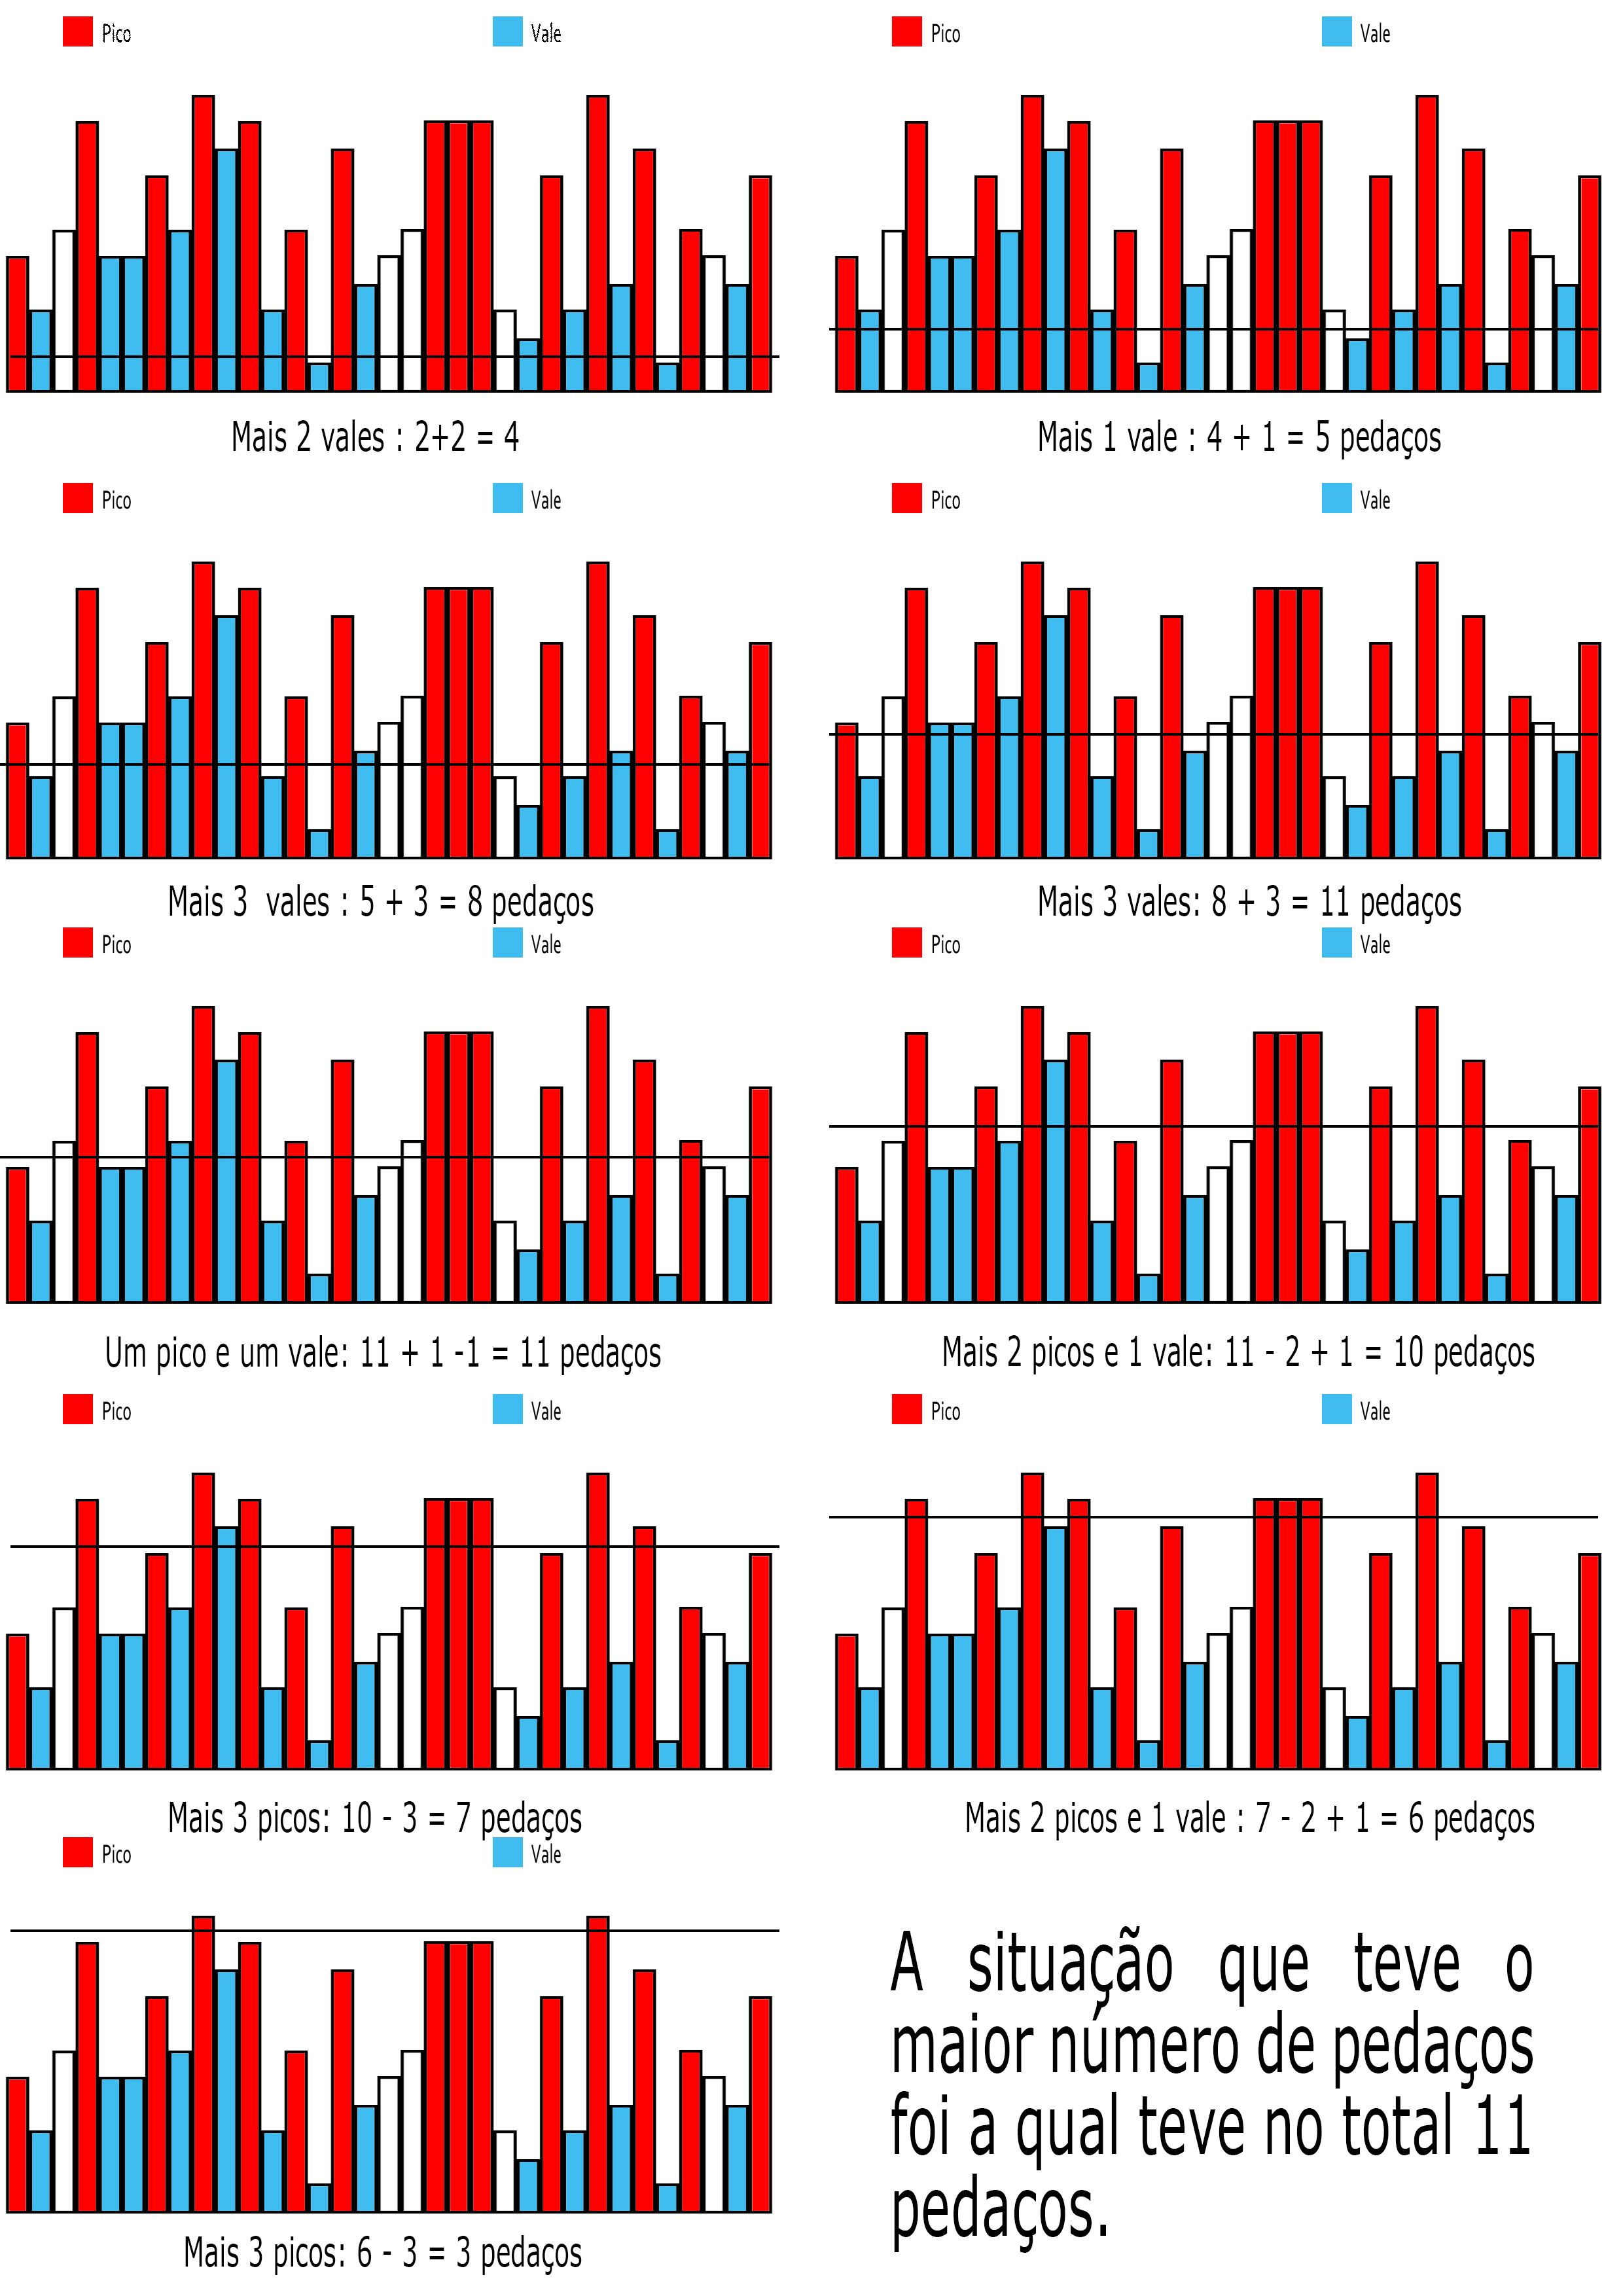 Pico Vale Pico Vale
Mais 2 vales : 2+2 = 4
Mais 1 vale : 4 + 1 = 5 pedaços
Pico Vale Pico Vale
Mais 3  vales : 5 + 3 = 8 pedaços
Mais 3 vales: 8 + 3 = 11 pedaços
Pico Vale Pico Vale
Um pico e um vale: 11 + 1 -1 = 11 pedaços
Mais 2 picos e 1 vale: 11 - 2 + 1 = 10 pedaços
Pico Vale Pico Vale
Mais 3 picos: 10 - 3 = 7 pedaços
Mais 2 picos e 1 vale : 7 - 2 + 1 = 6 pedaços
Pico Vale
A situação que teve o
maior número de pedaços
foi a qual teve no total 11
pedaços.
Mais 3 picos: 6 - 3 = 3 pedaços